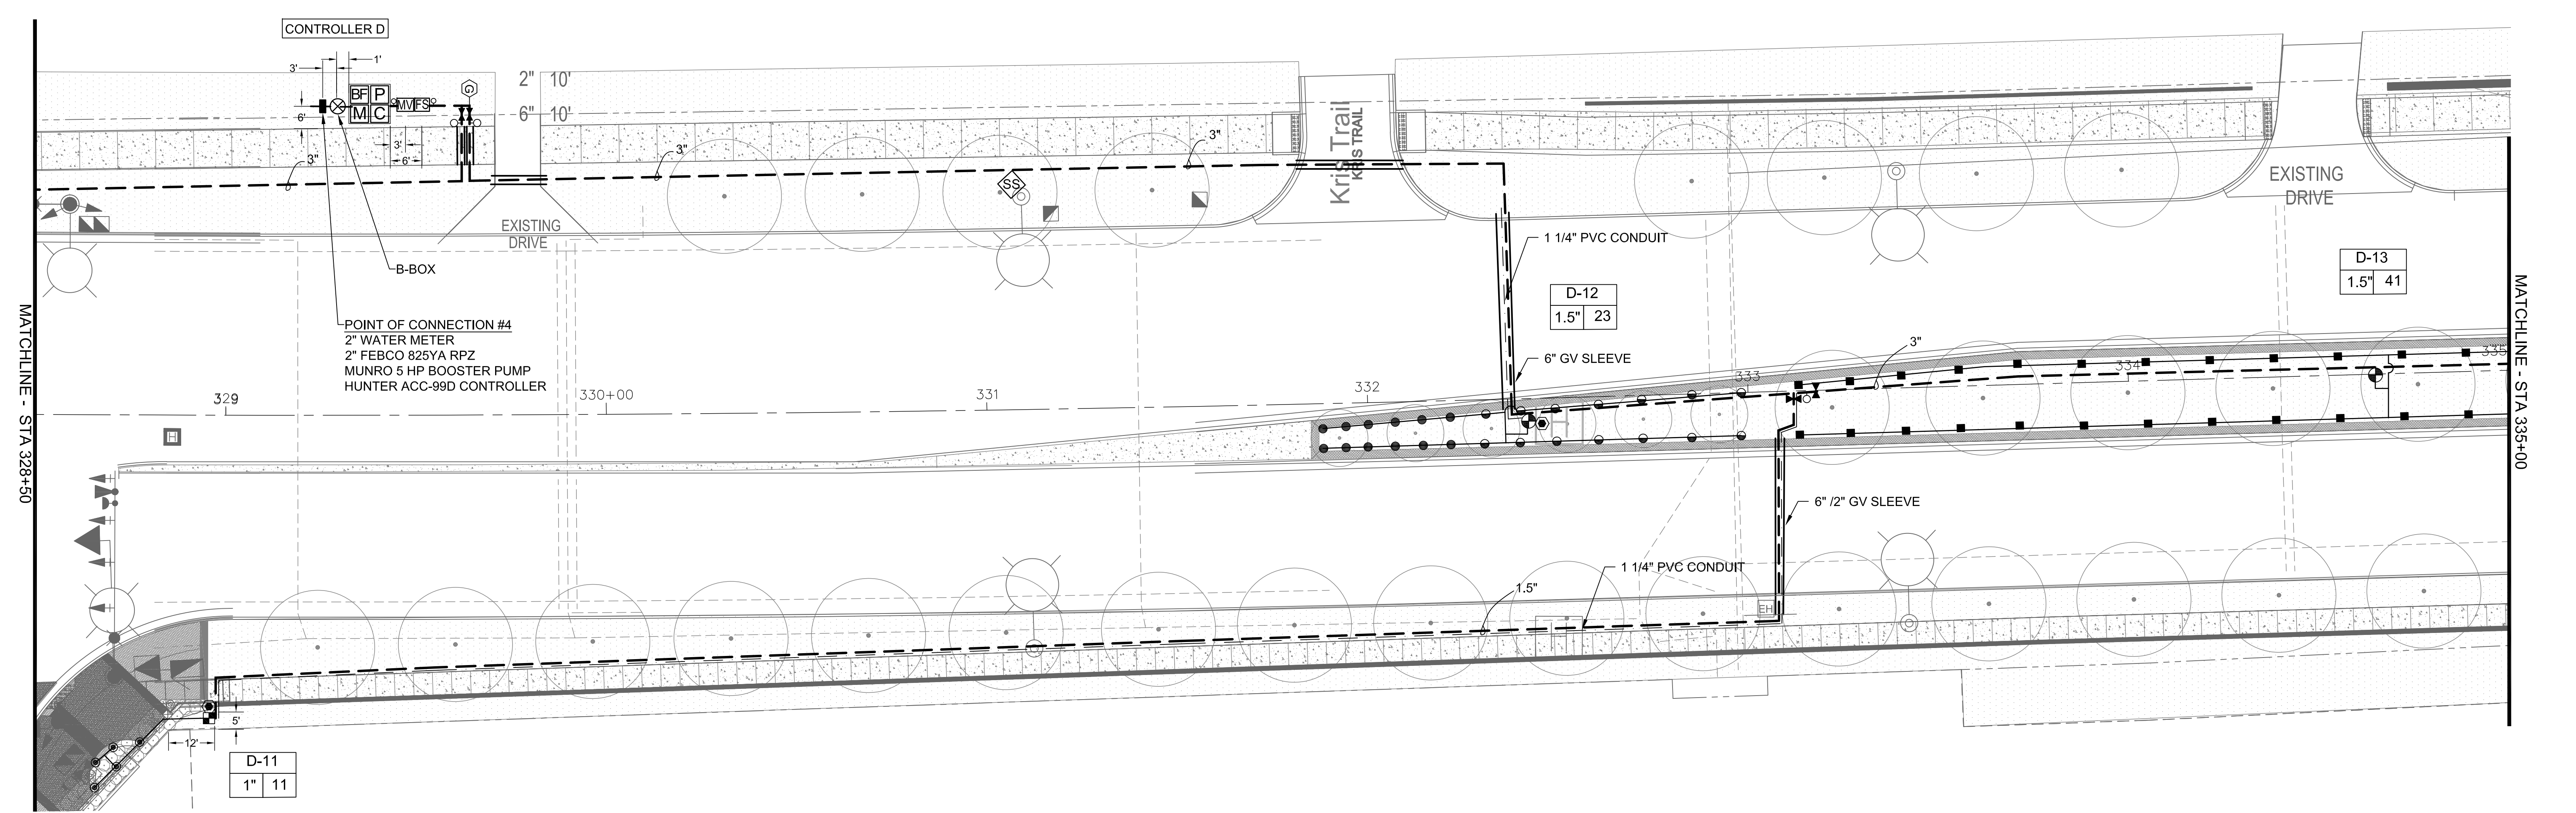 CONTROLLER D
3'
1'
2" 10'
BF P
M C
MV FS
G
6'
6" 10'
3'
6'
3"
3"
3"
Kris Trail
KRIS TRAIL
SS
EXISTING
DRIVE
EXISTING
DRIVE
B-BOX
1 1/4" PVC CONDUIT
D-12
1.5" 23
D-13
1.5" 41
POINT OF CONNECTION #4
2" WATER METER
2" FEBCO 825YA RPZ
MUNRO 5 HP BOOSTER PUMP
HUNTER ACC-99D CONTROLLER
6" GV SLEEVE
3"
MATCHLINE - STA 328+50
MATCHLINE - STA 335+00
329
330+00
331
332
333
334
335
H
6" /2" GV SLEEVE
1 1/4" PVC CONDUIT
1.5"
EH
5'
12'
D-11
1" 11